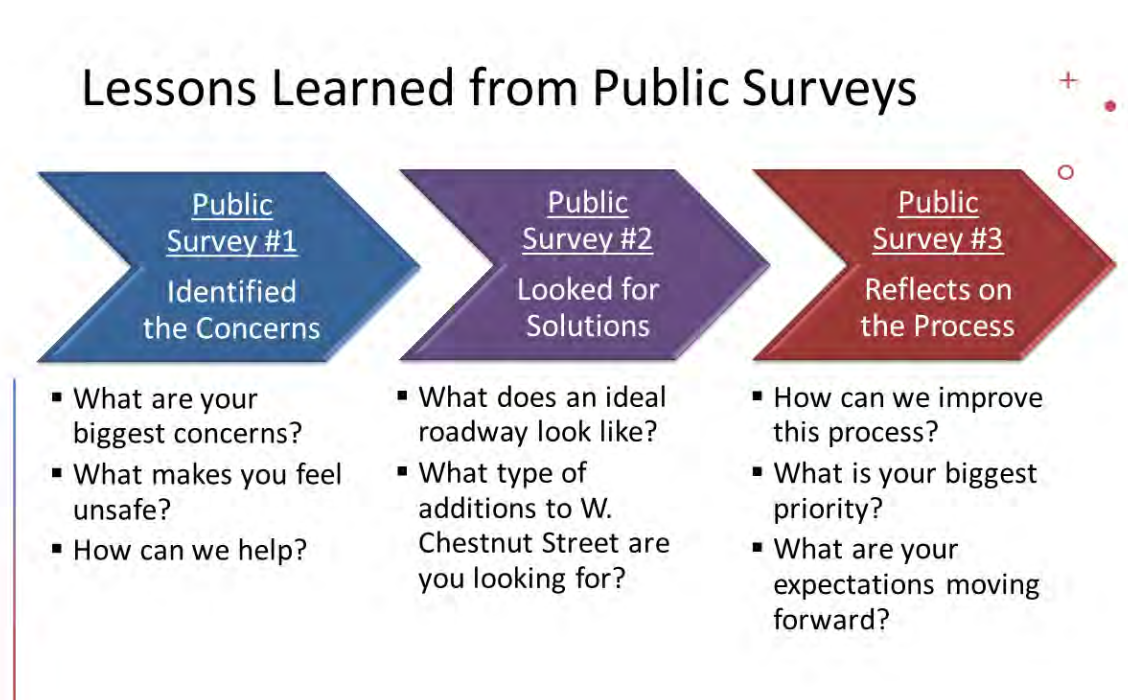 Lessons Learned from Public Surveys
Public
Survey #1
Identified
the Concerns
▪ What are your
biggest concerns?
▪ What makes you feel
unsafe?
▪ How can we help?
Public
Survey #2
Looked for
Solutions
▪ What does an ideal
roadway look like?
▪ What type of
additions to W.
Chestnut Street are
you looking for?
Public
Survey #3
Reflects on
the Process
▪ How can we improve
this process?
▪ What is your biggest
priority?
▪ What are your
expectations moving
forward?